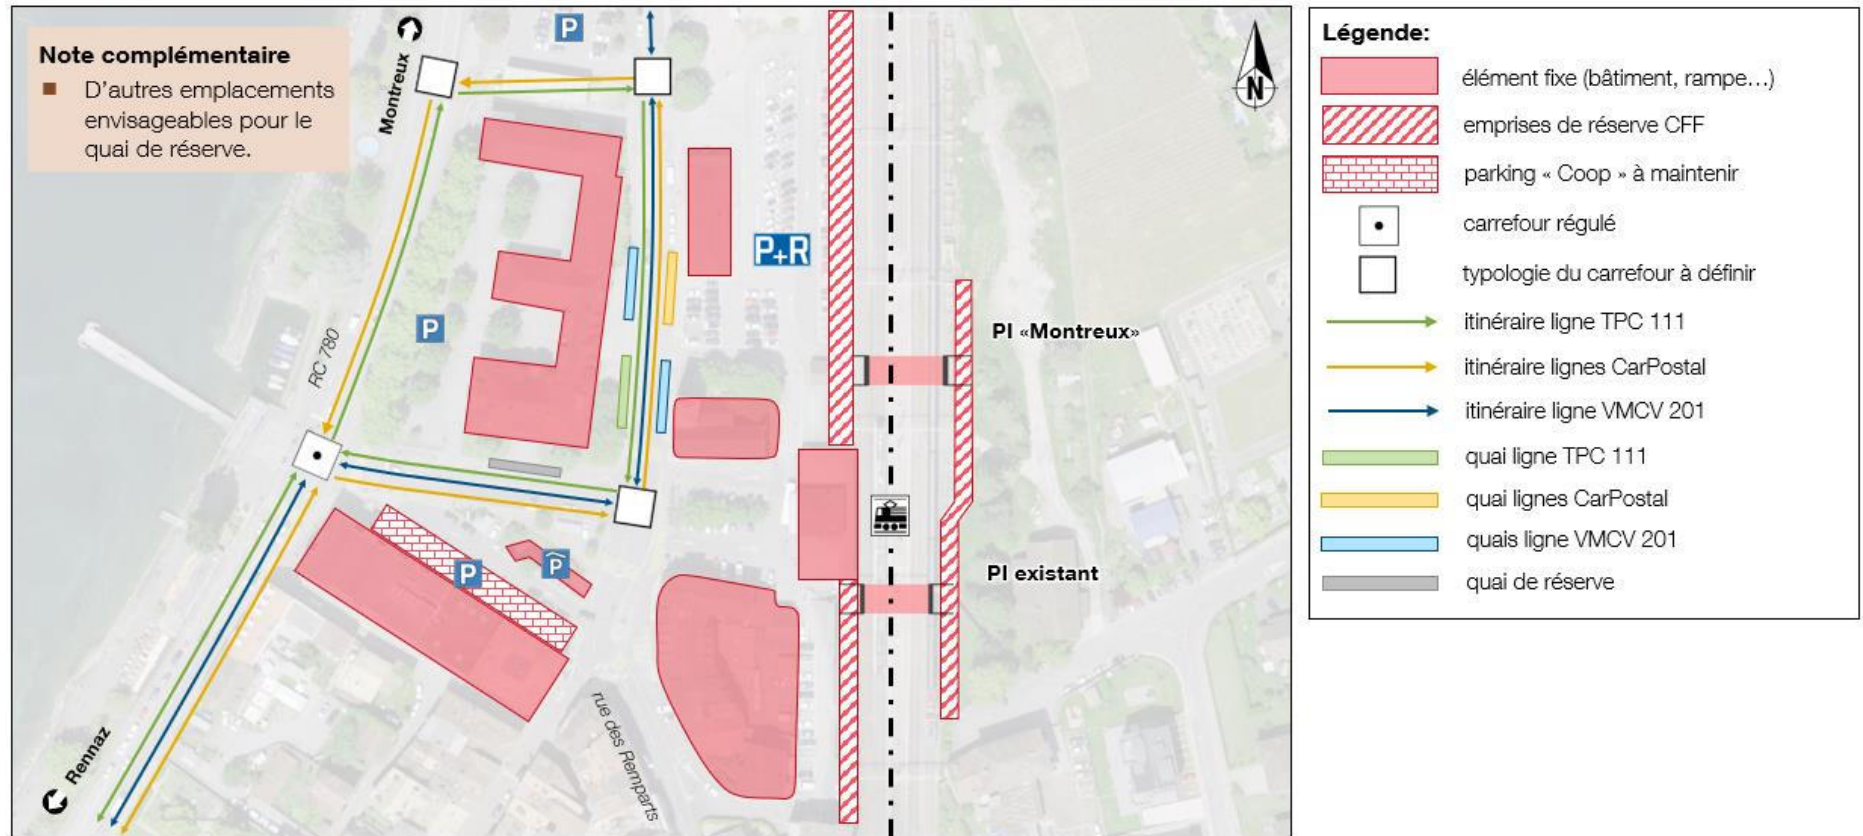 Note complémentaire
■ D'autres emplacements
envisageables pour le
quai de réserve.
Montreux
P
N
P+R
P
RC 780
PI «Montreux»
P
P
PI existant
rue des Remparts
Rennaz
Légende:
élément fixe (bâtiment, rampe…)
emprises de réserve CFF
parking « Coop » à maintenir
carrefour régulé
typologie du carrefour à définir
itinéraire ligne TPC 111
itinéraire lignes CarPostal
itinéraire ligne VMCV 201
quai ligne TPC 111
quai lignes CarPostal
quais ligne VMCV 201
quai de réserve